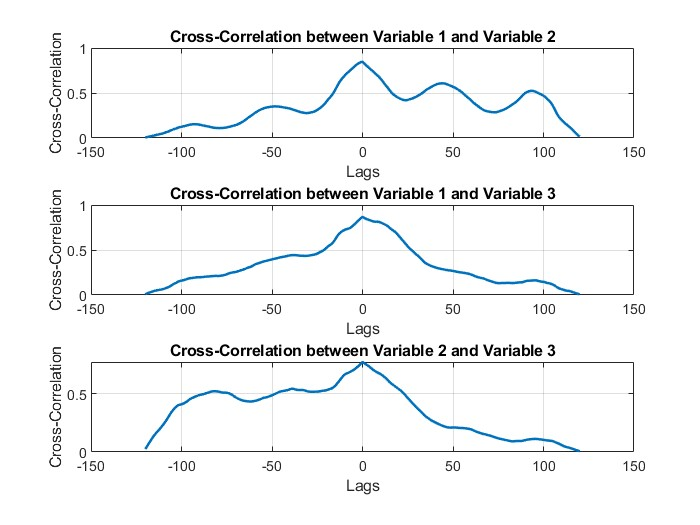 Cross-Correlation between Variable 1 and Variable 2
Cross-Correlation
1
0.5
0
-150 -100 -50 0 50 100 150
Lags
Cross-Correlation between Variable 1 and Variable 3
Cross-Correlation
1
0.5
0
-150 -100 -50 0 50 100 150
Lags
Cross-Correlation between Variable 2 and Variable 3
Cross-Correlation
0.5
0
-150 -100 -50 0 50 100 150
Lags